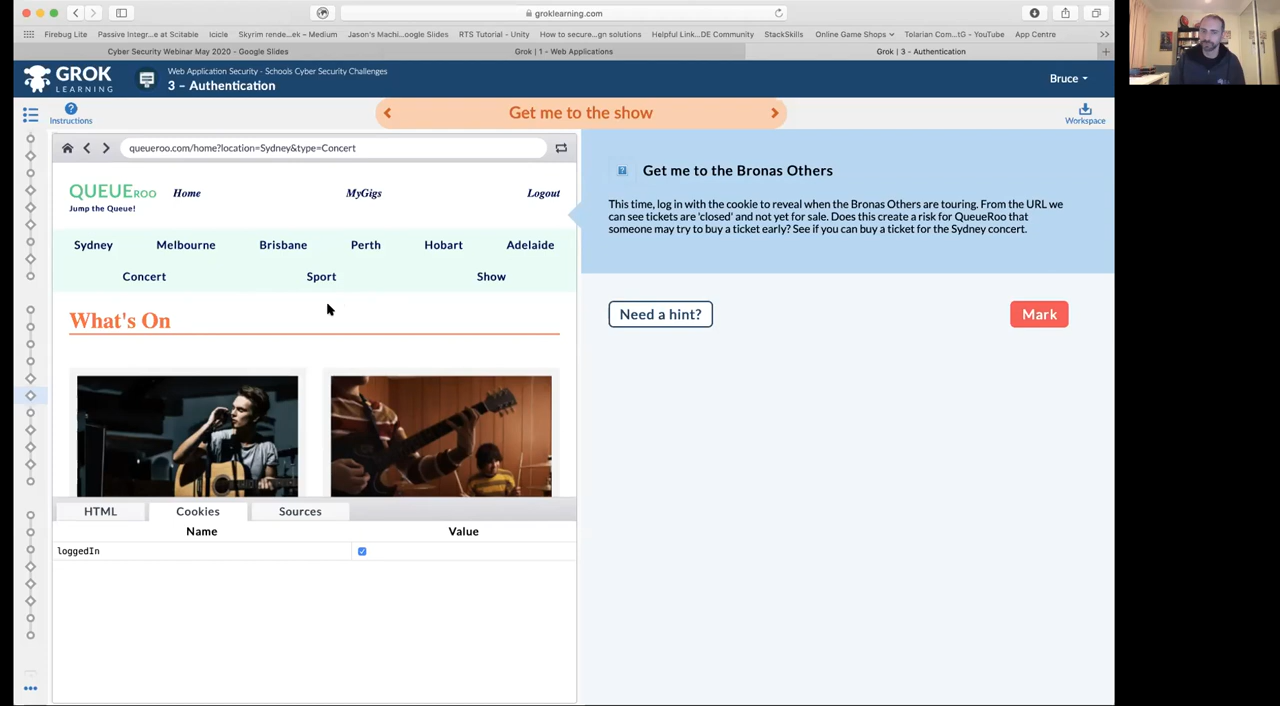 groklearning.com
Firebug Lite
Passive Integr...e at Scitable
icicle
Skyrim rende...ek – Medium
Jason's Machi...oogle Slides
RTS Tutorial - Unity
How to secure...gn solutions
Helpful Link...DE Community
StackSkills
Online Game Shops
Tolarian Com...tG - YouTube
App Centre
Cyber Security Webinar May 2020 - Google Slides
Grok | 1 - Web Applications
Grok | 3 - Authentication
GROK
LEARNING
Web Application Security - Schools Cyber Security Challenges
3 – Authentication
Bruce
Instructions
Get me to the show
Workspace
queueroo.com/home?location=Sydney&type=Concert
QUEUEROO
Jump the Queue!
Home
MyGigs
Logout
Sydney
Melbourne
Brisbane
Perth
Hobart
Adelaide
Concert
Sport
Show
What's On
HTML
Cookies
Sources
Name
Value
loggedIn
Get me to the Bronas Others
This time, log in with the cookie to reveal when the Bronas Others are touring. From the URL we
can see tickets are 'closed' and not yet for sale. Does this create a risk for QueueRoo that
someone may try to buy a ticket early? See if you can buy a ticket for the Sydney concert.
Need a hint?
Mark